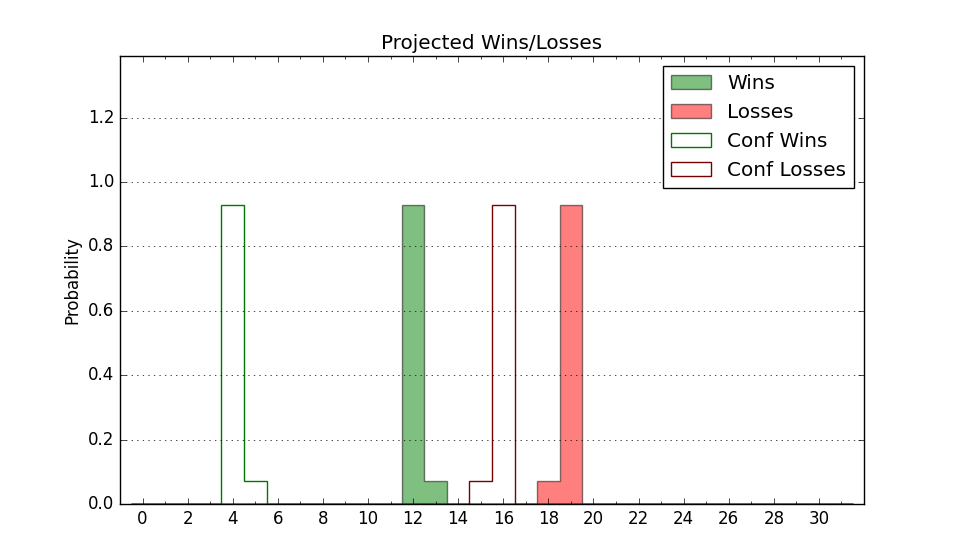 Projected Wins/Losses
Wins
Losses
Conf Wins
Conf Losses
Probability
1.2
1.0
0.8
0.6
0.4
0.2
0.0
0 2 4 6 8 10 12 14 16 18 20 22 24 26 28 30